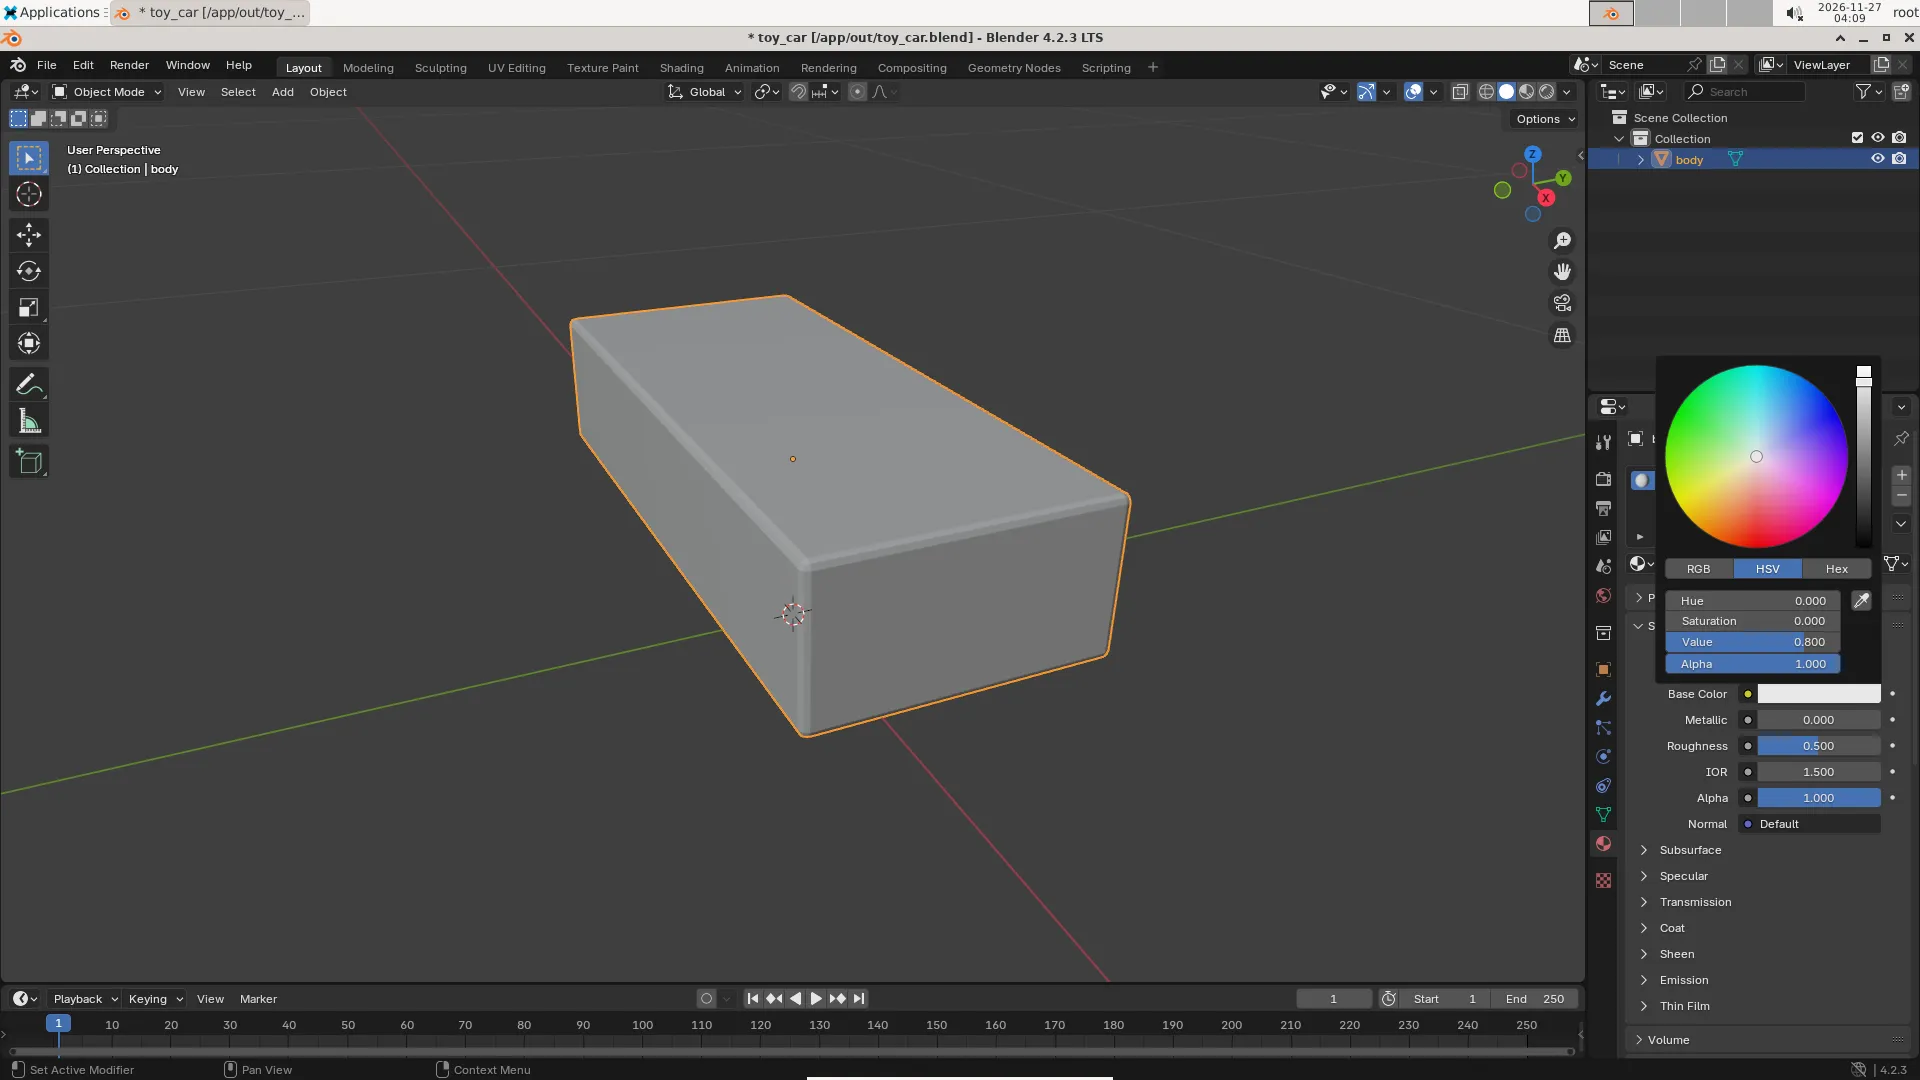 Applications
* toy_car [/app/out/toy_...
2026-11-27
04:09
root
* toy_car [/app/out/toy_car.blend] - Blender 4.2.3 LTS
File Edit Render Window Help
Layout Modeling Sculpting UV Editing Texture Paint Shading Animation Rendering Compositing Geometry Nodes Scripting
Scene
ViewLayer
Object Mode View Select Add Object
Global
Search
Options
User Perspective
(1) Collection | body
Z
Y
X
Scene Collection
Collection
body
RGB HSV Hex
Hue 0.000
Saturation 0.000
Value 0.800
Alpha 1.000
Base Color
Metallic 0.000
Roughness 0.500
IOR 1.500
Alpha 1.000
Normal Default
Subsurface
Specular
Transmission
Coat
Sheen
Emission
Thin Film
Volume
Playback Keying View Marker
1
Start 1
End 250
1 10 20 30 40 50 60 70 80 90 100 110 120 130 140 150 160 170 180 190 200 210 220 230 240 250
Set Active Modifier
Pan View
Context Menu
4.2.3